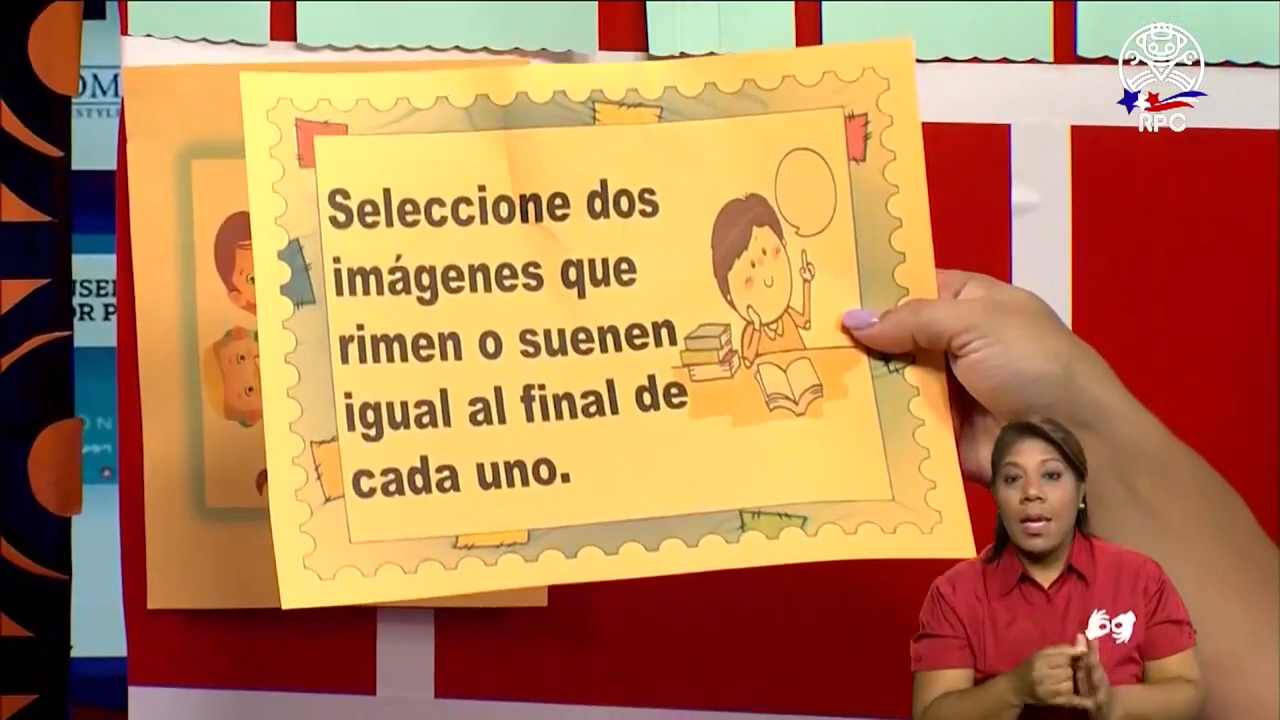 Seleccione dos
imágenes que
rimen o suenen
igual al final de
cada uno.
RPC